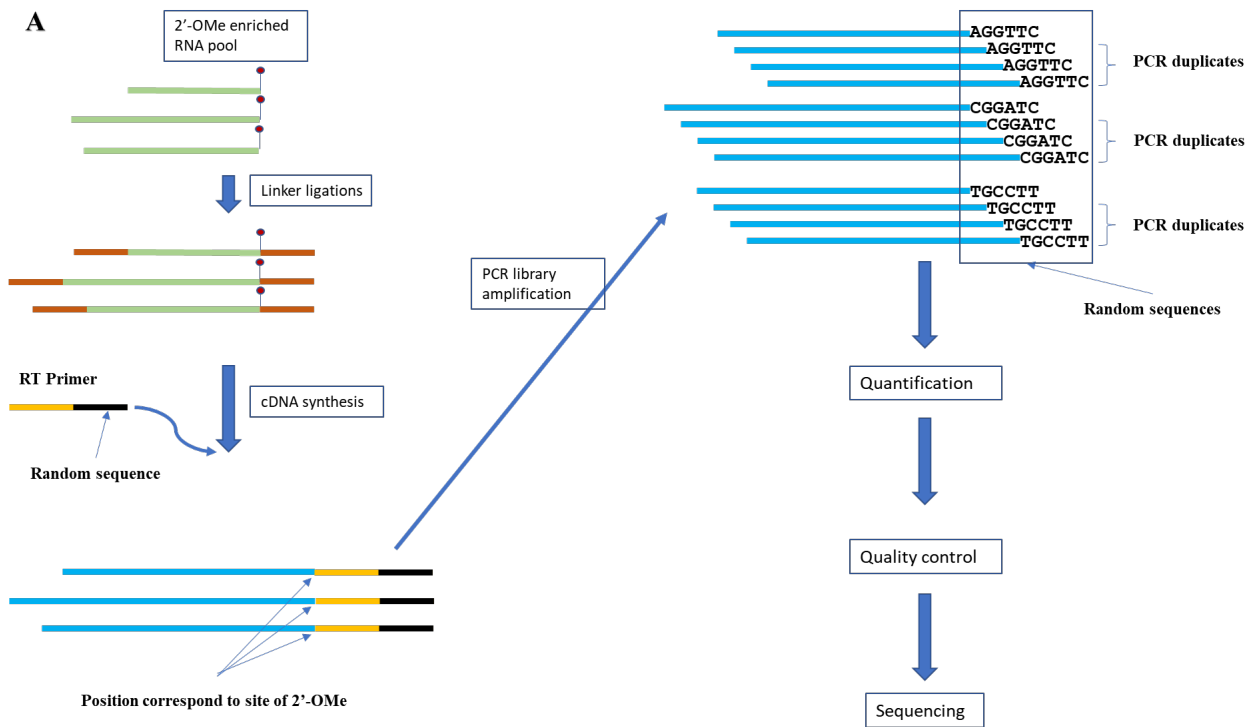 A
2'-OMe enriched
RNA pool
Linker ligations
RT Primer
cDNA synthesis
Random sequence
Position correspond to site of 2'-OMe
PCR library
amplification
AGGTTC
AGGTTC
AGGTTC
AGGTTC
PCR duplicates
CGGATC
CGGATC
CGGATC
CGGATC
PCR duplicates
TGCCTT
TGCCTT
TGCCTT
TGCCTT
PCR duplicates
Random sequences
Quantification
Quality control
Sequencing